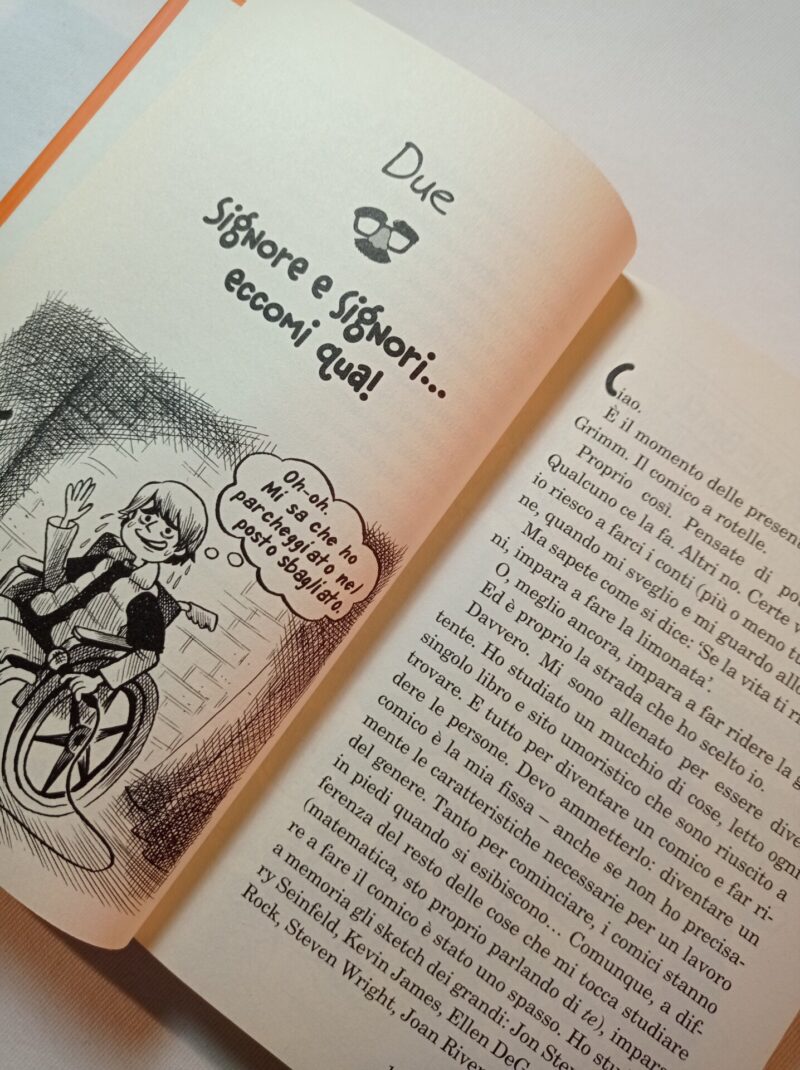 Due
Signore e Signori...
eccomi qua!
Oh-oh.
Mi sa che ho
parcheggiato nel
posto sbagliato.
Ciao.
È il momento delle
Grimm. Il comico a rotelle.
Proprio così. Pensate di
Qualcuno ce la fa. Altri no. Certe
io riesco a farci i conti (più o meno
ne, quando mi sveglio e mi guardo
Ma sapete come si dice: ‘Se la vita ti
ni, impara a fare la limonata’.
O, meglio ancora, impara a far ridere la
Ed è proprio la strada che ho scelto io.
Davvero. Mi sono allenato per essere
tente. Ho studiato un mucchio di cose, letto ogni
singolo libro e sito umoristico che sono riuscito a
trovare. E tutto per diventare un comico e far ri-
dere le persone. Devo ammetterlo: diventare un
comico è la mia fissa – anche se non ho precisa-
mente le caratteristiche necessarie per un lavoro
del genere. Tanto per cominciare, i comici stanno
in piedi quando si esibiscono... Comunque, a dif-
ferenza del resto delle cose che mi tocca studiare
(matematica, sto proprio parlando di te),
re a fare il comico è stato uno spasso. Ho
a memoria gli sketch dei grandi: Jon
ry Seinfeld, Kevin James, Ellen
Rock, Steven Wright, Joan